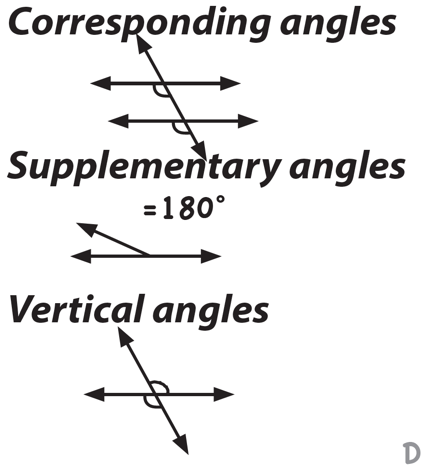 Corresponding angles
Supplementary angles
=180°
Vertical angles
D